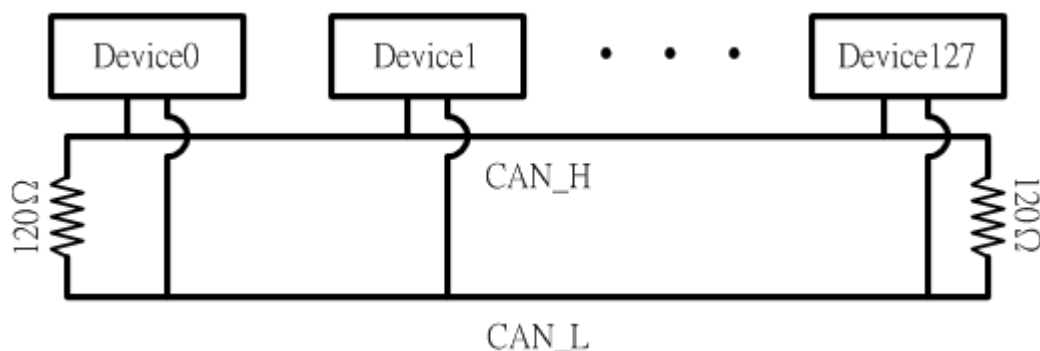 Device0
Device1
Device127
120Ω
CAN_H
120Ω
CAN_L